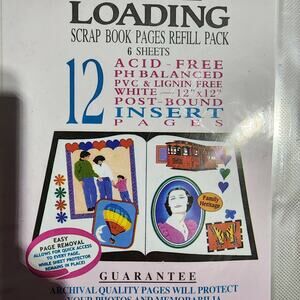 LOADING
SCRAP BOOK PAGES REFILL PACK
6 SHEETS
12
ACID - FREE
PH BALANCED
PVC & LIGNIN FREE
WHITE — 12" x 12"
POST-BOUND
INSERT
PAGES
Family
Heritage
EASY
PAGE REMOVAL
ALLOWS FOR QUICK ACCESS
TO EVERY PAGE,
WHILE SHEET PROTECTOR
REMAINS IN PLACE!
GUARANTEE
ARCHIVAL QUALITY PAGES WILL PROTECT
YOUR PHOTOS AND MEMORABILIA